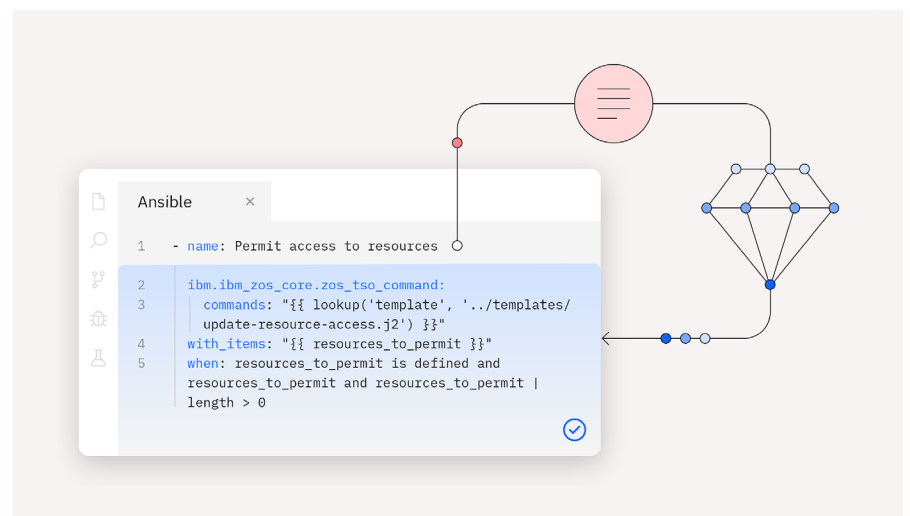 Ansible ×
1 - name: Permit access to resources
2 ibm.ibm_zos_core.zos_tso_command:
3 commands: "{{ lookup('template', '../templates/
update-resource-access.j2') }}"
4 with_items: "{{ resources_to_permit }}"
5 when: resources_to_permit is defined and
resources_to_permit and resources_to_permit |
length > 0